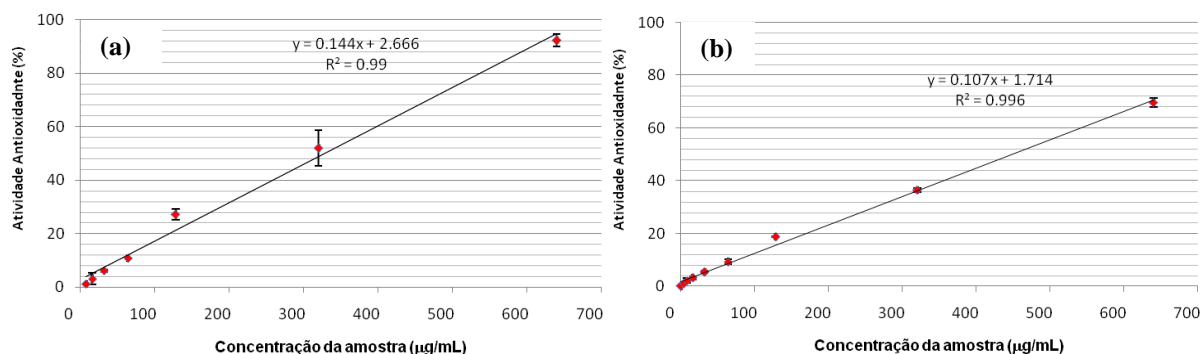 (a)
y = 0.144x + 2.666
R² = 0.99
Atividade Antioxidadnte (%)
100
80
60
40
20
0
0 100 200 300 400 500 600 700
Concentração da amostra (µg/mL)
(b)
y = 0.107x + 1.714
R² = 0.996
Atividade Antioxidadnte (%)
100
80
60
40
20
0
0 100 200 300 400 500 600 700
Concentração da amostra (µg/mL)